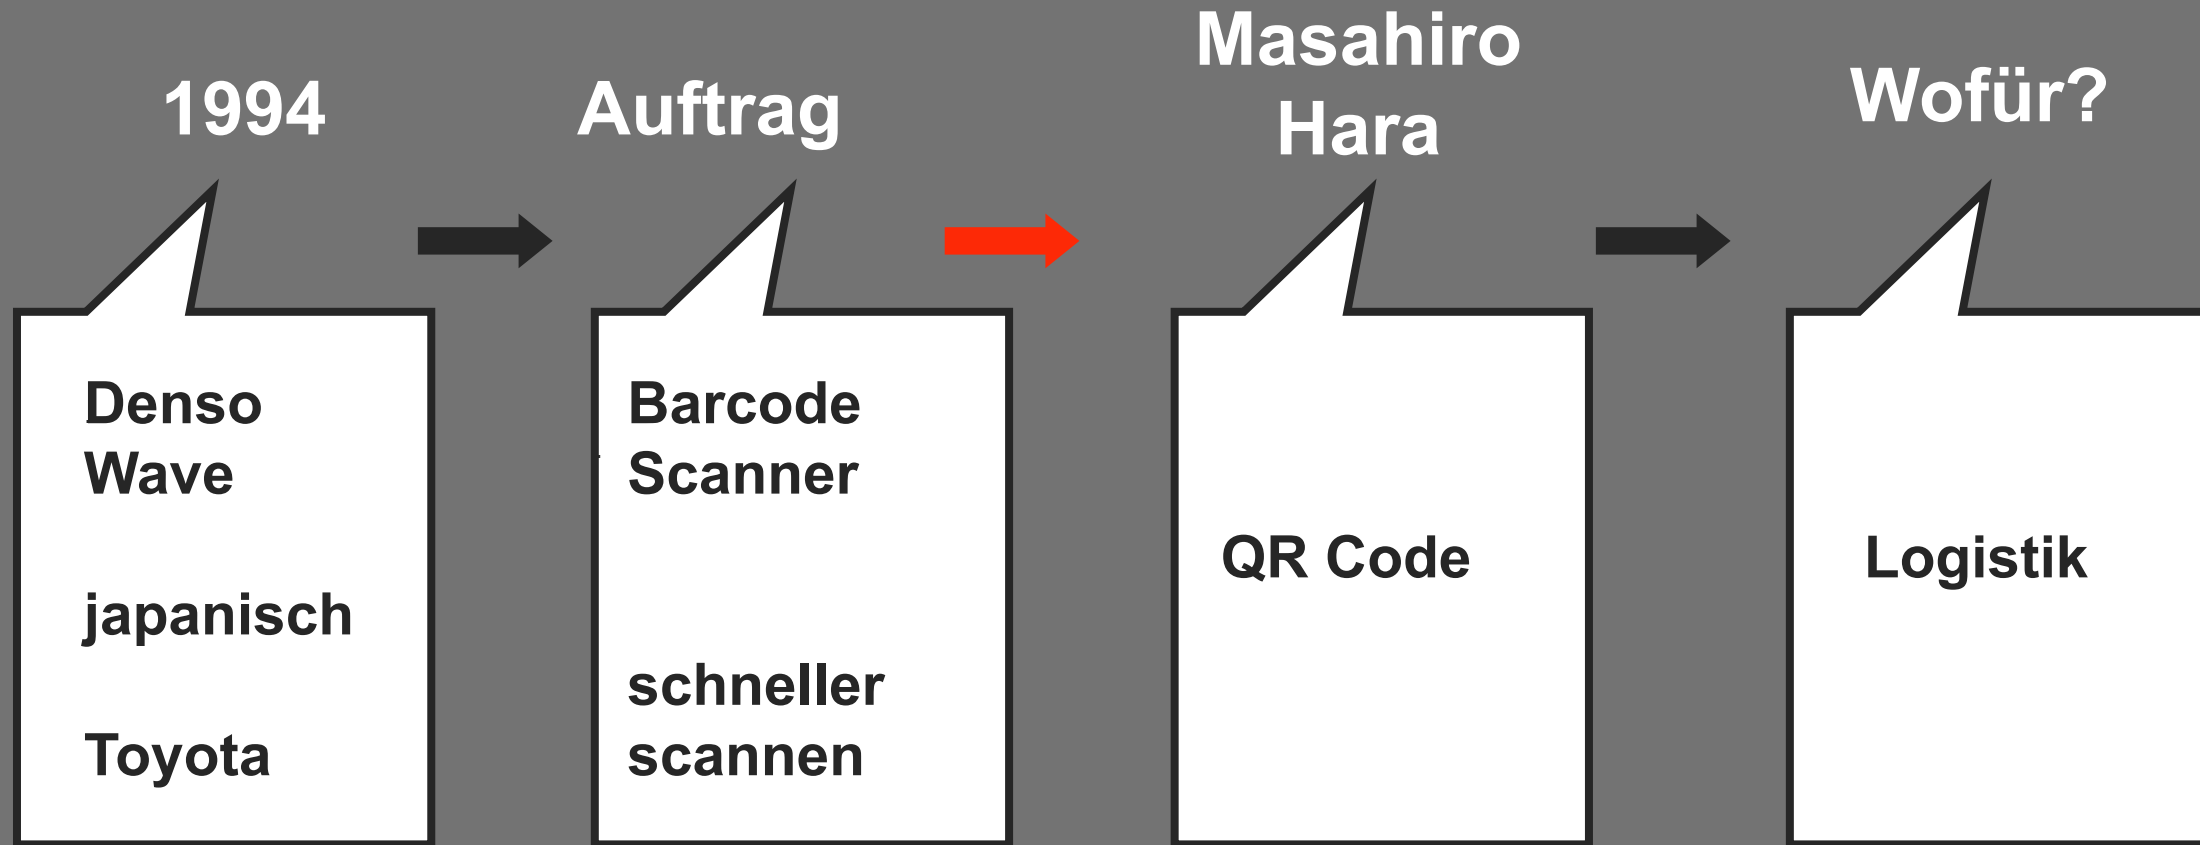 1994
Denso
Wave
japanisch
Toyota
Auftrag
Barcode
Scanner
schneller
scannen
Masahiro
Hara
QR Code
Wofür?
Logistik